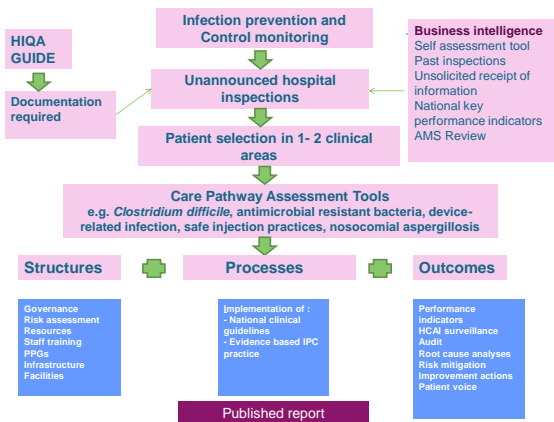 Infection prevention and
Control monitoring
HIQA
GUIDE
Documentation
required
Business intelligence
Self assessment tool
Past inspections
Unsolicited receipt of
information
National key
performance indicators
AMS Review
Unannounced hospital
inspections
Patient selection in 1- 2 clinical
areas
Care Pathway Assessment Tools
e.g. Clostridium difficile, antimicrobial resistant bacteria, device-
related infection, safe injection practices, nosocomial aspergillosis
Structures
Processes
Outcomes
Governance
Risk assessment
Resources
Staff training
PPGs
Infrastructure
Facilities
Implementation of :
- National clinical
guidelines
- Evidence based IPC
practice
Performance
indicators
HCAI surveillance
Audit
Root cause analyses
Risk mitigation
Improvement actions
Patient voice
Published report